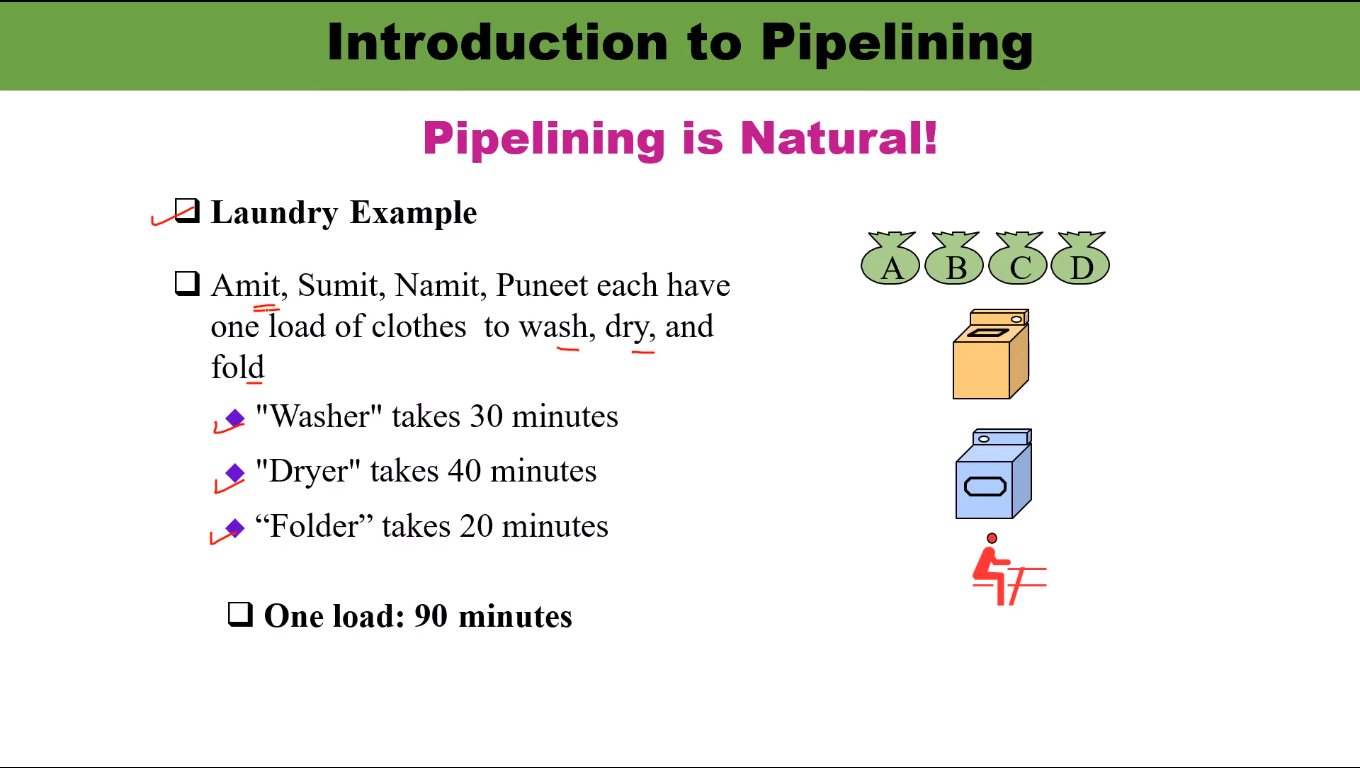 Introduction to Pipelining
Pipelining is Natural!
Laundry Example
Amit, Sumit, Namit, Puneet each have
one load of clothes to wash, dry, and
fold
"Washer" takes 30 minutes
"Dryer" takes 40 minutes
“Folder” takes 20 minutes
One load: 90 minutes
A B C D